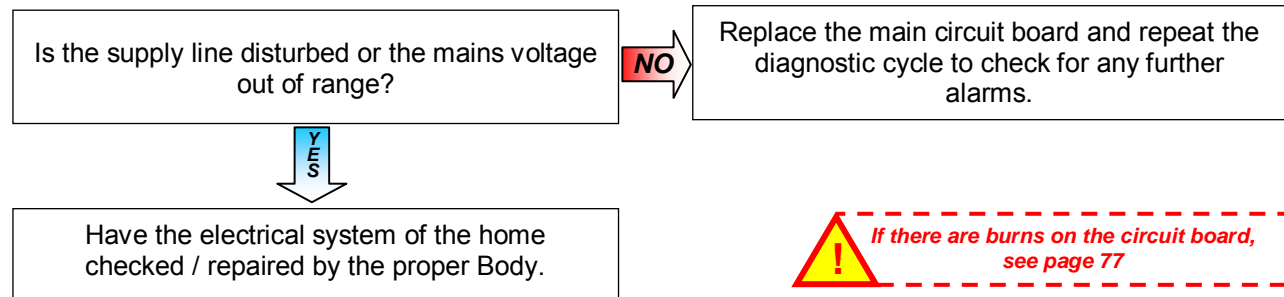 Is the supply line disturbed or the mains voltage
out of range?
NO
Replace the main circuit board and repeat the
diagnostic cycle to check for any further
alarms.
YES
Have the electrical system of the home
checked / repaired by the proper Body.
!
If there are burns on the circuit board,
see page 77